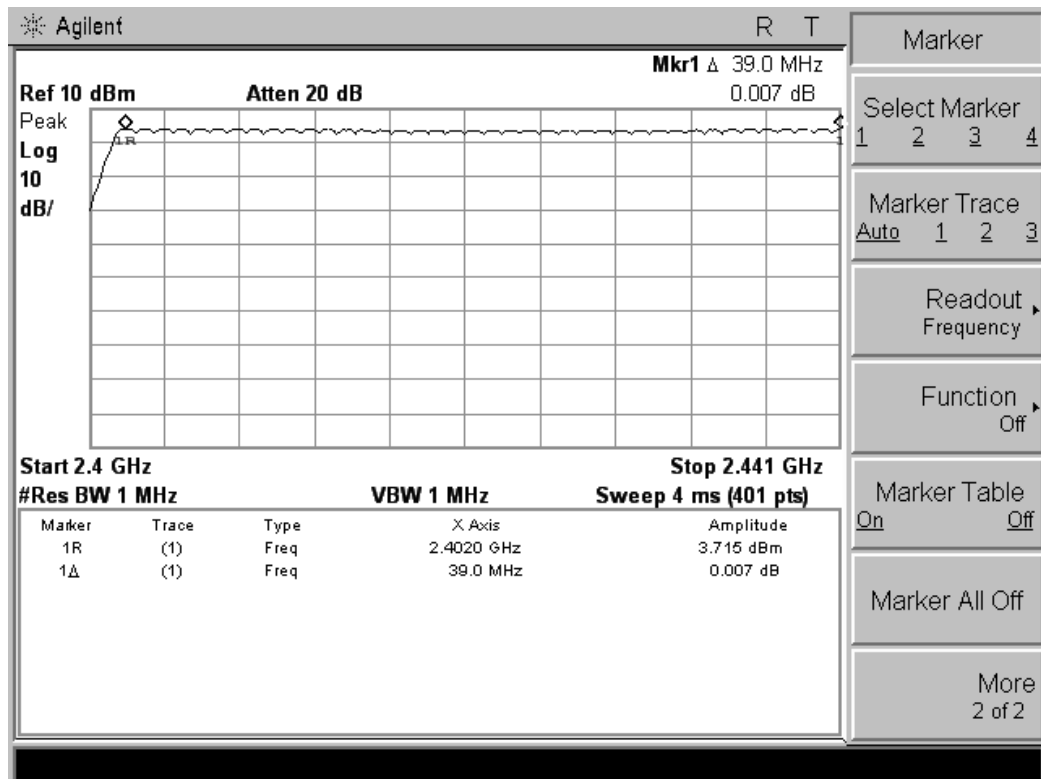 Agilent R T
Mkr1 Δ 39.0 MHz
Ref 10 dBm Atten 20 dB 0.007 dB
Peak
Log
10
dB/
1R
1
Start 2.4 GHz Stop 2.441 GHz
#Res BW 1 MHz VBW 1 MHz Sweep 4 ms (401 pts)
Marker Trace Type X Axis Amplitude
1R (1) Freq 2.4020 GHz 3.715 dBm
1Δ (1) Freq 39.0 MHz 0.007 dB
Marker
Select Marker
1 2 3 4
Marker Trace
Auto 1 2 3
Readout
Frequency
Function
Off
Marker Table
On Off
Marker All Off
More
2 of 2